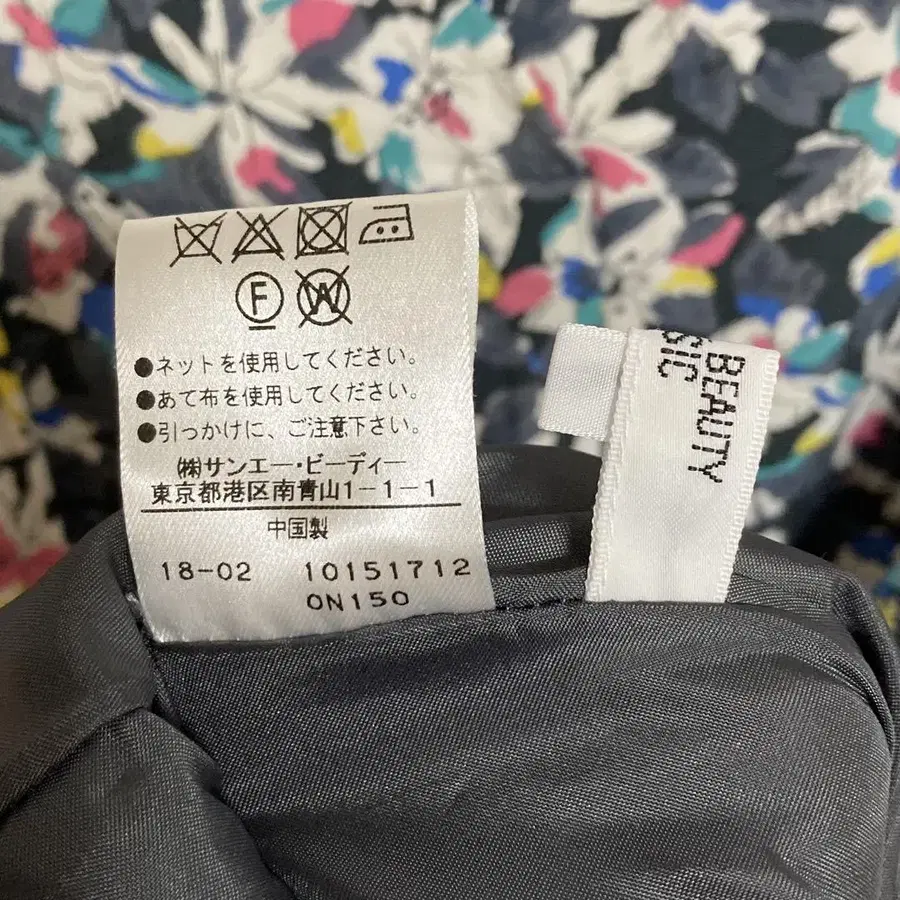 F W
●ネットを使用してください。
●あて布を使用してください。
●引っかけに、ご注意下さい。
㈱サンエー・ビーディー
東京都港区南青山1-1-1
中国製
18-02 10151712
0N150
BEAUTY
SIC